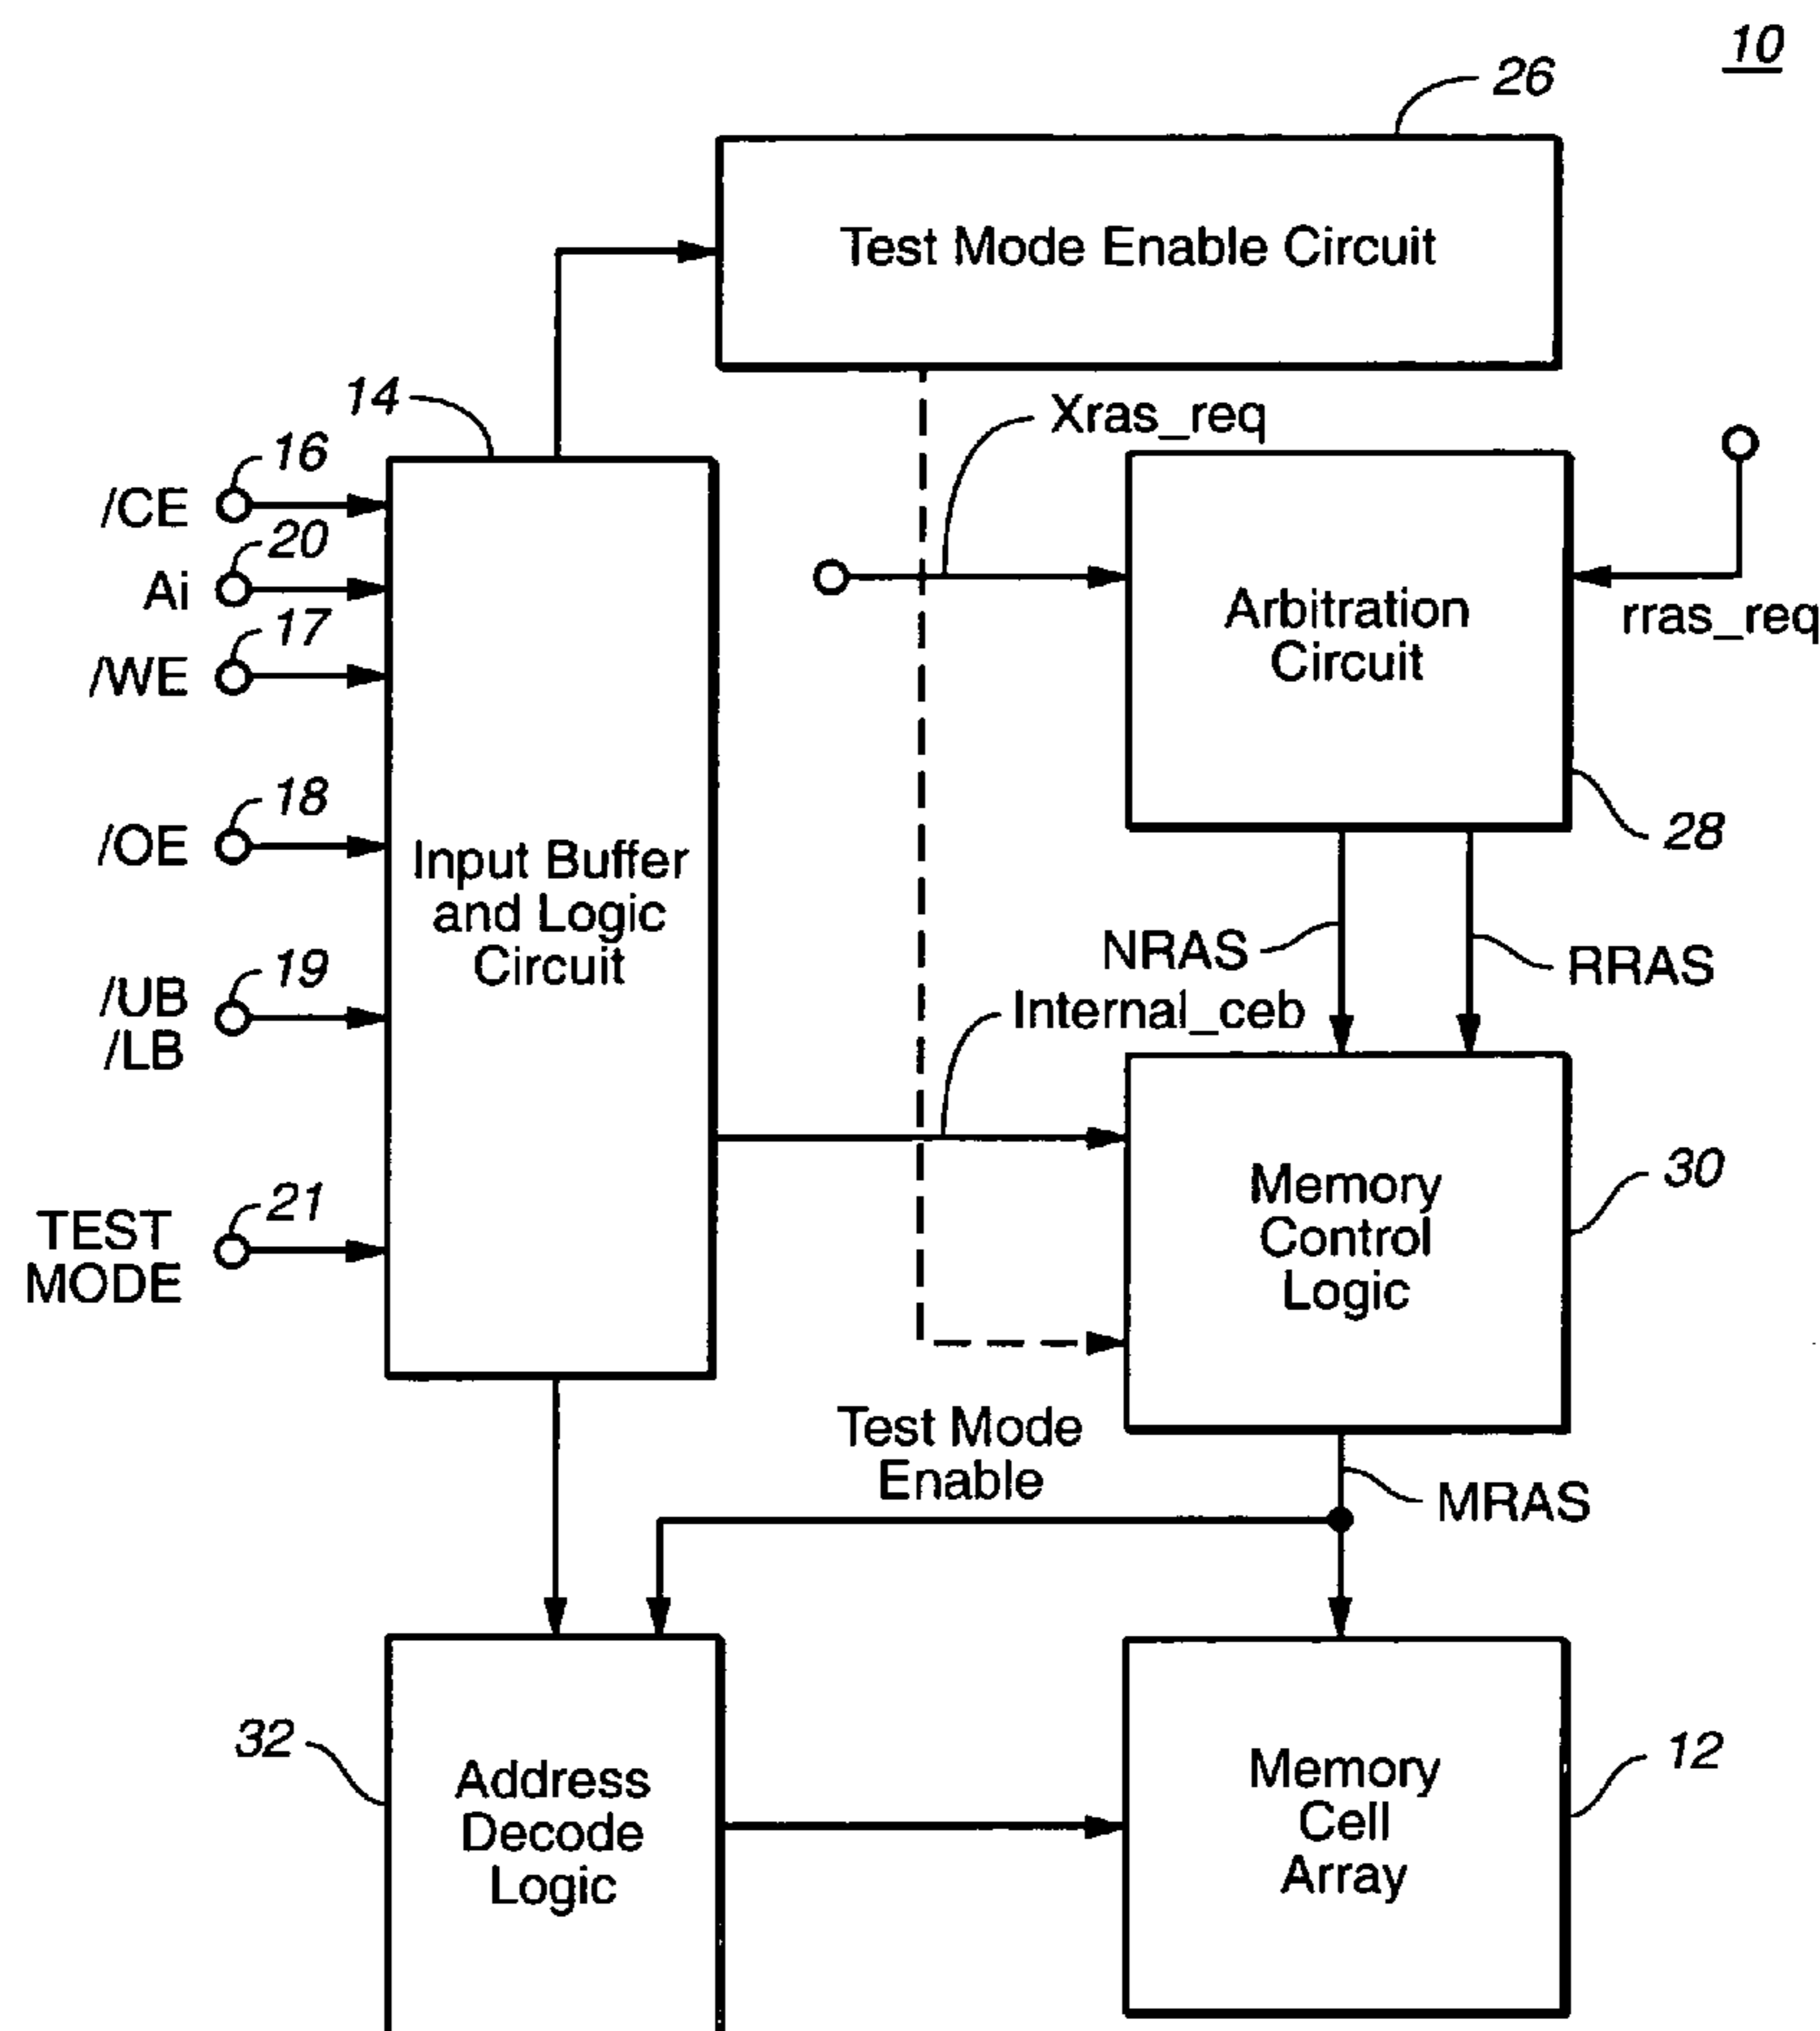 10
26
Test Mode Enable Circuit
14
Xras_req
16
/CE
20
Ai
17
/WE
rras_req
Arbitration
Circuit
18
/OE
28
Input Buffer
and Logic
Circuit
NRAS
RRAS
19
/UB
/LB
Internal_ceb
21
TEST
MODE
Memory
Control
Logic
30
Test Mode
Enable
MRAS
32
Address
Decode
Logic
Memory
Cell
Array
12